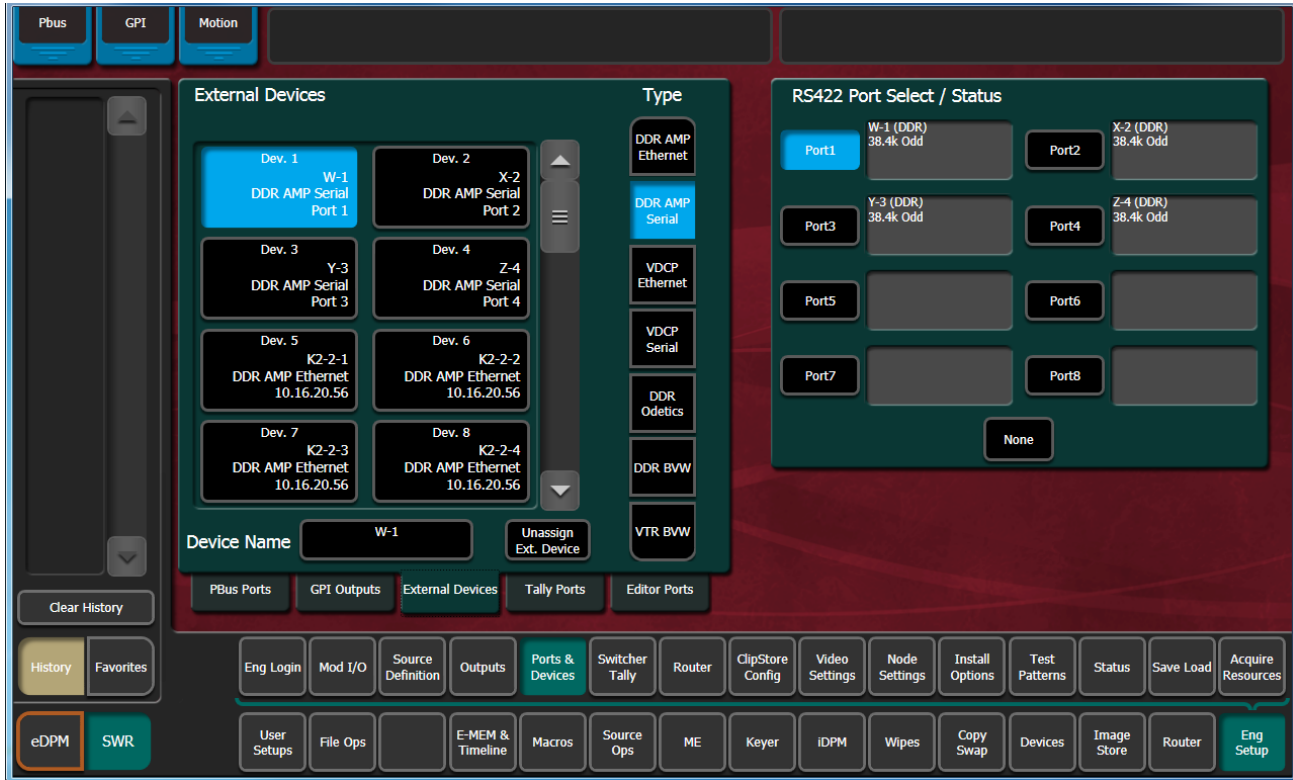 Pbus
GPI
Motion
External Devices
Type
Dev. 1
W-1
DDR AMP Serial
Port 1
Dev. 2
X-2
DDR AMP Serial
Port 2
Dev. 3
Y-3
DDR AMP Serial
Port 3
Dev. 4
Z-4
DDR AMP Serial
Port 4
Dev. 5
K2-2-1
DDR AMP Ethernet
10.16.20.56
Dev. 6
K2-2-2
DDR AMP Ethernet
10.16.20.56
Dev. 7
K2-2-3
DDR AMP Ethernet
10.16.20.56
Dev. 8
K2-2-4
DDR AMP Ethernet
10.16.20.56
DDR AMP
Ethernet
DDR AMP
Serial
VDCP
Ethernet
VDCP
Serial
DDR
Odetics
DDR BVW
VTR BVW
Device Name
W-1
Unassign
Ext. Device
RS422 Port Select / Status
Port1
W-1 (DDR)
38.4k Odd
Port2
X-2 (DDR)
38.4k Odd
Port3
Y-3 (DDR)
38.4k Odd
Port4
Z-4 (DDR)
38.4k Odd
Port5
Port6
Port7
Port8
None
PBus Ports
GPI Outputs
External Devices
Tally Ports
Editor Ports
Clear History
History
Favorites
Eng Login
Mod I/O
Source
Definition
Outputs
Ports &
Devices
Switcher
Tally
Router
ClipStore
Config
Video
Settings
Node
Settings
Install
Options
Test
Patterns
Status
Save Load
Acquire
Resources
eDPM
SWR
User
Setups
File Ops
E-MEM &
Timeline
Macros
Source
Ops
ME
Keyer
iDPM
Wipes
Copy
Swap
Devices
Image
Store
Router
Eng
Setup